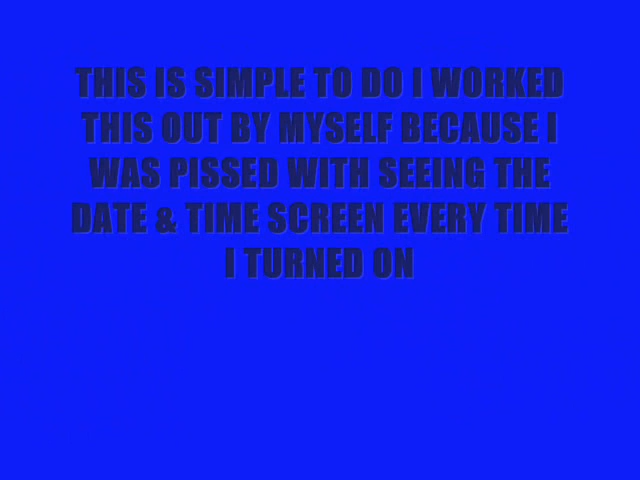 THIS IS SIMPLE TO DO I WORKED
THIS OUT BY MYSELF BECAUSE I
WAS PISSED WITH SEEING THE
DATE & TIME SCREEN EVERY TIME
I TURNED ON